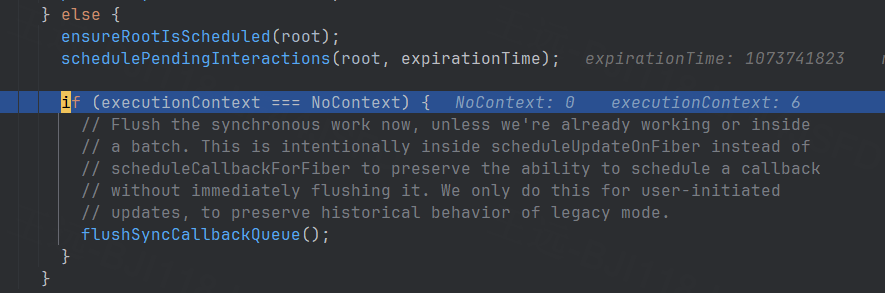 } else {
ensureRootIsScheduled(root);
schedulePendingInteractions(root, expirationTime); expirationTime: 1073741823
if (executionContext === NoContext) { NoContext: 0 executionContext: 6
// Flush the synchronous work now, unless we're already working or inside
// a batch. This is intentionally inside scheduleUpdateOnFiber instead of
// scheduleCallbackForFiber to preserve the ability to schedule a callback
// without immediately flushing it. We only do this for user-initiated
// updates, to preserve historical behavior of legacy mode.
flushSyncCallbackQueue();
}
}